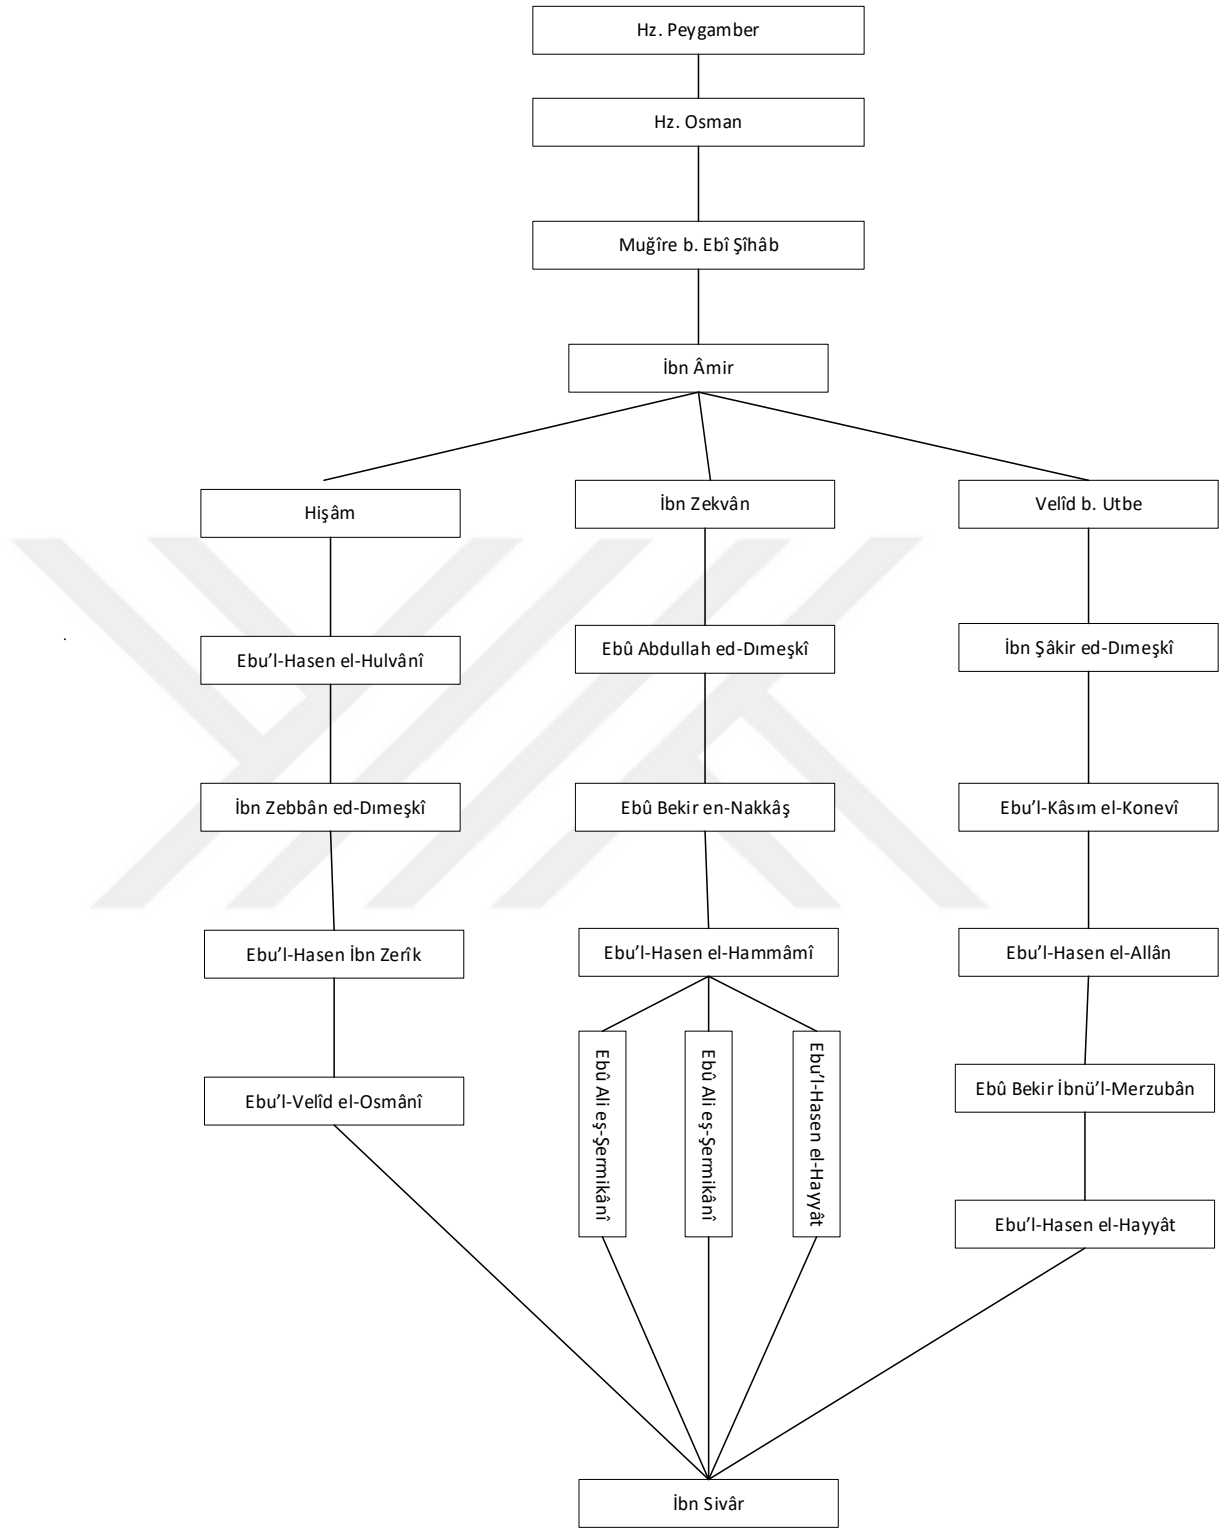 Hz. Peygamber
Hz. Osman
Muğîre b. Ebî Şîhâb
İbn Âmir
Hişâm
İbn Zekvân
Velîd b. Utbe
Ebu’l-Hasen el-Hulvânî
Ebû Abdullah ed-Dımeşkî
İbn Şâkir ed-Dımeşkî
İbn Zebbân ed-Dımeşkî
Ebû Bekir en-Nakkâş
Ebu’l-Kâsım el-Konevî
Ebu’l-Hasen İbn Zerîk
Ebu’l-Hasen el-Hammâmî
Ebu’l-Hasen el-Allân
Ebu’l-Velîd el-Osmânî
Ebû Ali eş-Şermikânî
Ebû Ali eş-Şermikânî
Ebu’l-Hasen el-Hayyât
Ebû Bekir İbnü’l-Merzubân
Ebu’l-Hasen el-Hayyât
İbn Sivâr